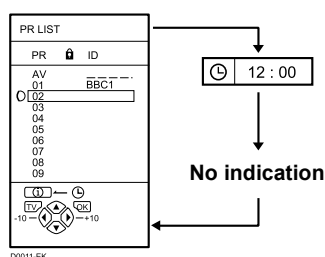 PR LIST
PR ID
AV _ _ _ _ _
01 BBC1
02
03
04
05
06
07
08
09
i
TV OK
-10 +10
12 : 00
No indication
D0011-EK